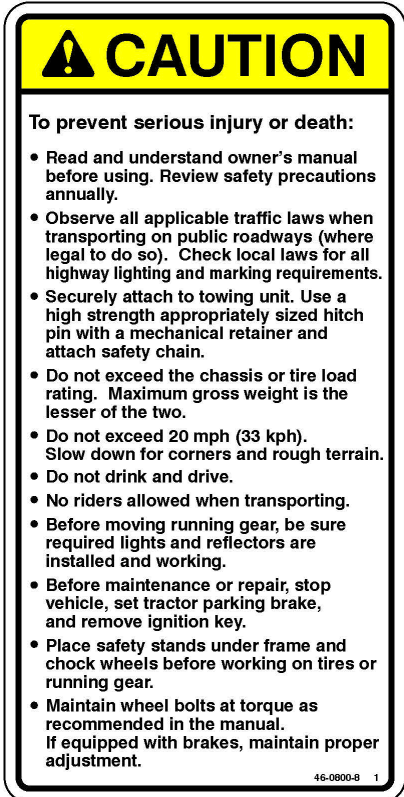 CAUTION
To prevent serious injury or death:
• Read and understand owner's manual
before using. Review safety precautions
annually.
• Observe all applicable traffic laws when
transporting on public roadways (where
legal to do so).  Check local laws for all
highway lighting and marking requirements.
• Securely attach to towing unit. Use a
high strength appropriately sized hitch
pin with a mechanical retainer and
attach safety chain.
• Do not exceed the chassis or tire load
rating.  Maximum gross weight is the
lesser of the two.
• Do not exceed 20 mph (33 kph).
Slow down for corners and rough terrain.
• Do not drink and drive.
• No riders allowed when transporting.
• Before moving running gear, be sure
required lights and reflectors are
installed and working.
• Before maintenance or repair, stop
vehicle, set tractor parking brake,
and remove ignition key.
• Place safety stands under frame and
chock wheels before working on tires or
running gear.
• Maintain wheel bolts at torque as
recommended in the manual.
If equipped with brakes, maintain proper
adjustment.
46-0800-8 1